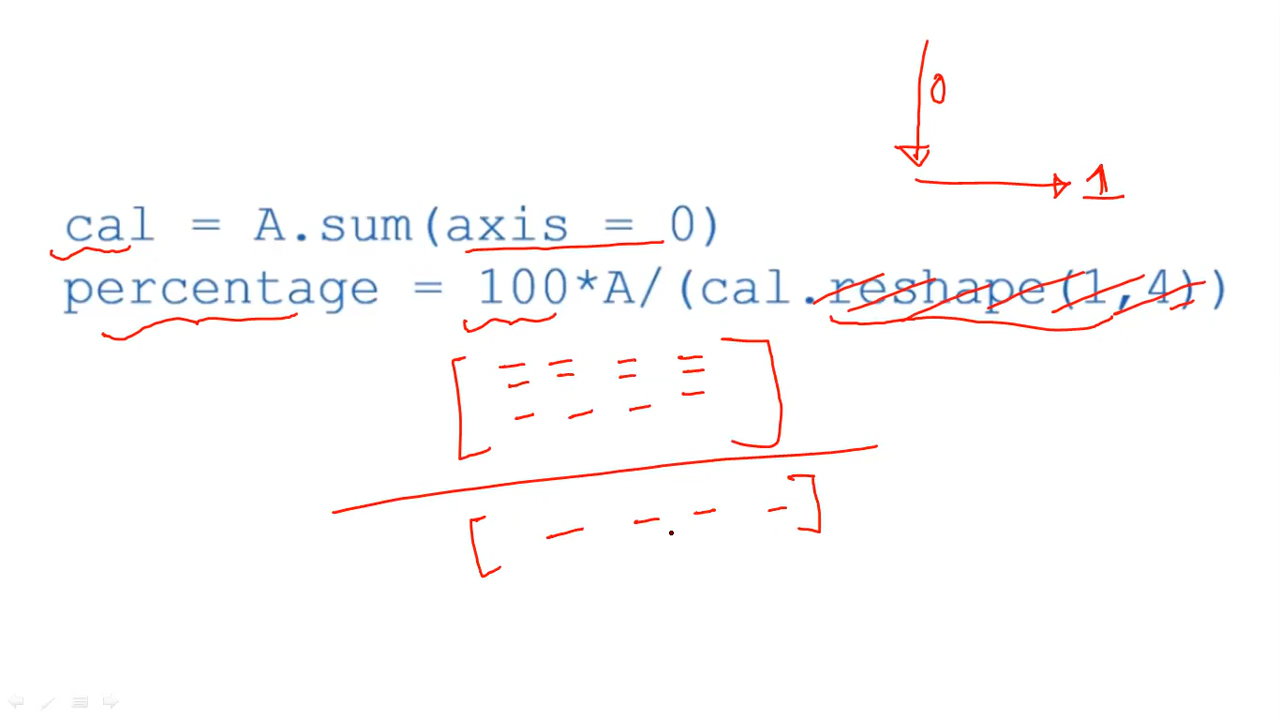 0
1
cal = A.sum(axis = 0)
percentage = 100*A/(cal.reshape(1,4))